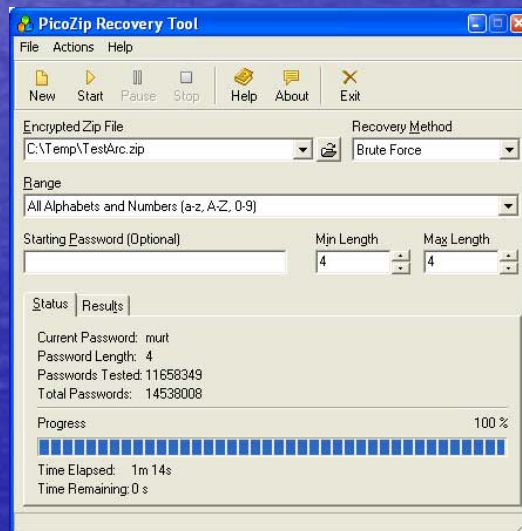 PicoZip Recovery Tool
File Actions Help
New Start Pause Stop Help About Exit
Encrypted Zip File Recovery Method
C:\Temp\TestArc.zip Brute Force
Range
All Alphabets and Numbers (a-z, A-Z, 0-9)
Starting Password (Optional) Min Length Max Length
4 4
Status Results
Current Password: murt
Password Length: 4
Passwords Tested: 11658349
Total Passwords: 14538008
Progress 100 %
Time Elapsed: 1m 14s
Time Remaining: 0 s